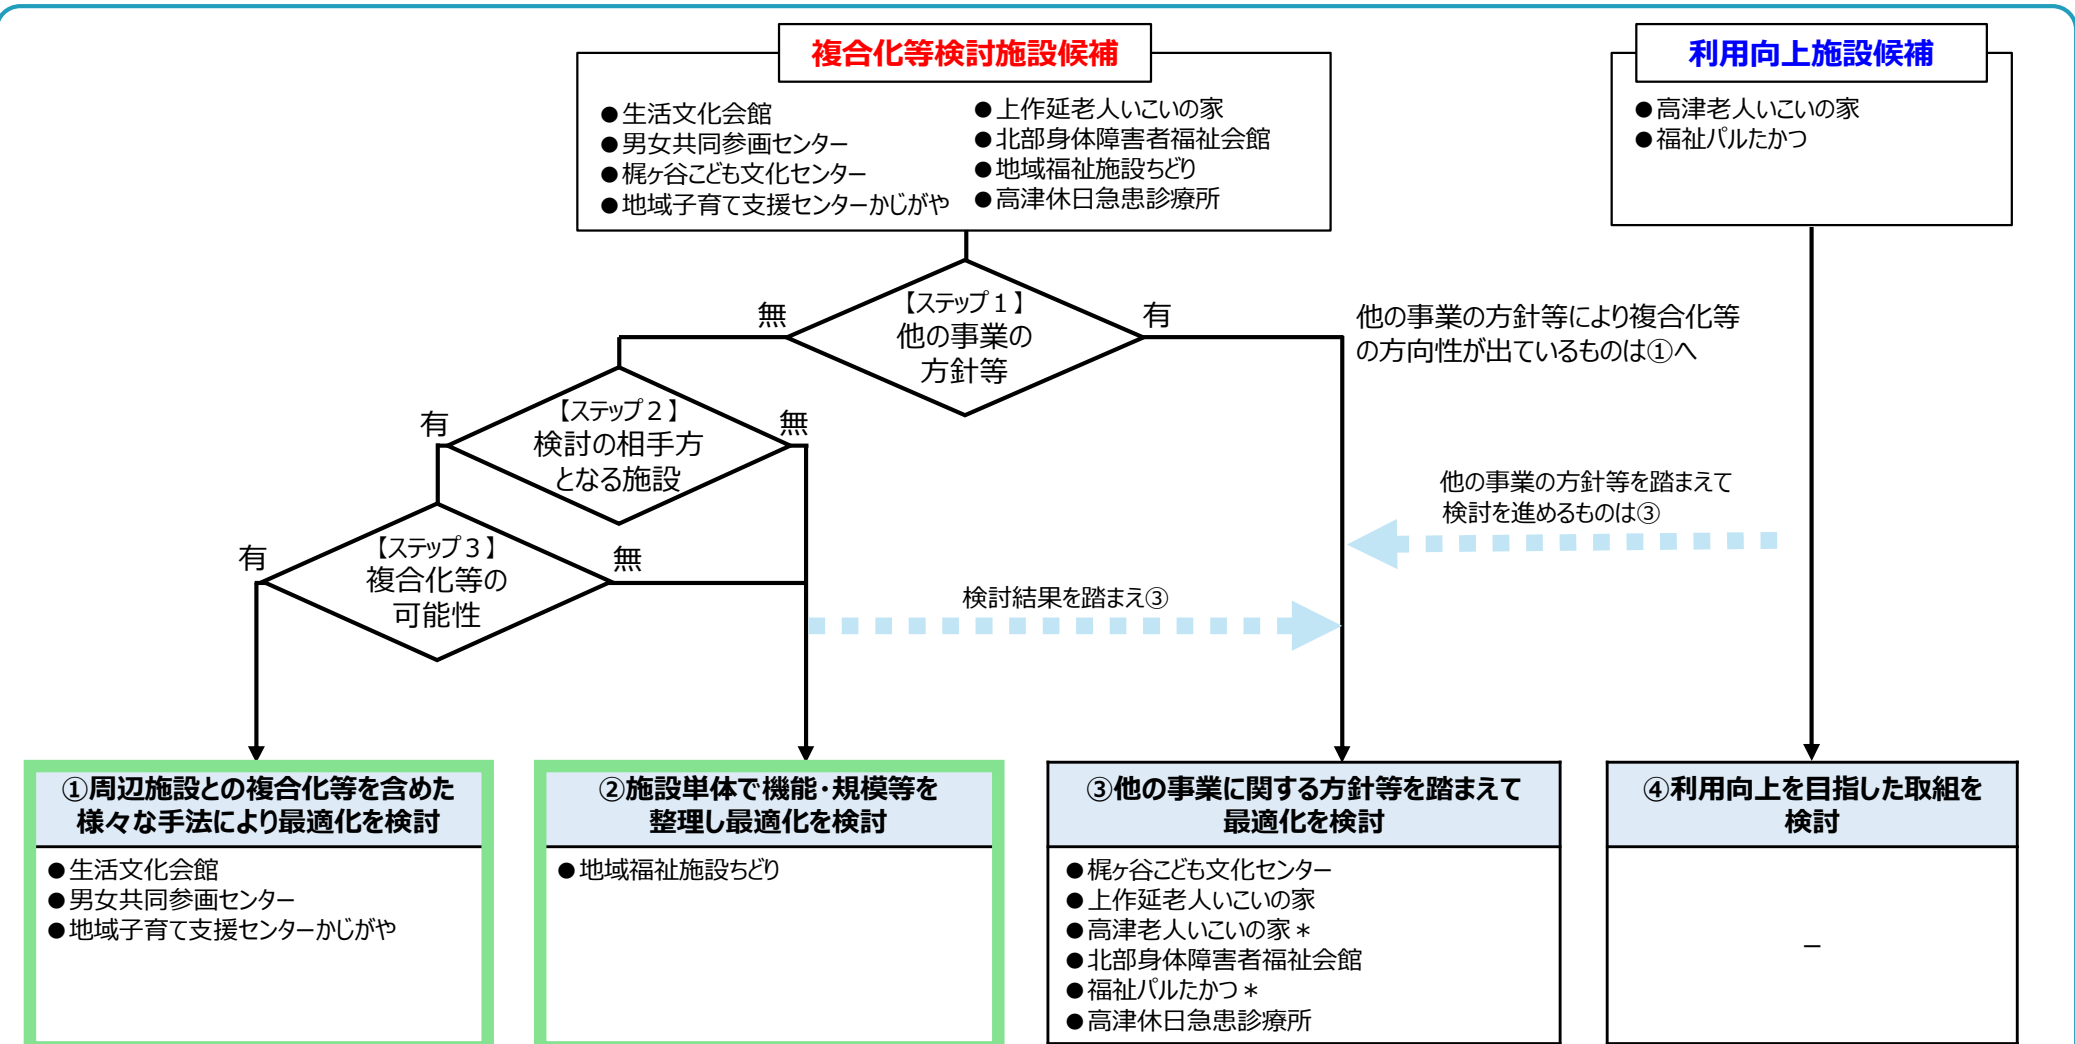 複合化等検討施設候補
●生活文化会館
●男女共同参画センター
●梶ヶ谷こども文化センター
●地域子育て支援センターかじがや
●上作延老人いこいの家
●北部身体障害者福祉会館
●地域福祉施設ちどり
●高津休日急患診療所
利用向上施設候補
●高津老人いこいの家
●福祉パルたかつ
【ステップ1】
他の事業の
方針等
無
有
他の事業の方針等により複合化等
の方向性が出ているものは①へ
【ステップ2】
検討の相手方
となる施設
有
無
他の事業の方針等を踏まえて
検討を進めるものは③
【ステップ3】
複合化等の
可能性
有
無
検討結果を踏まえ③
①周辺施設との複合化等を含めた
様々な手法により最適化を検討
●生活文化会館
●男女共同参画センター
●地域子育て支援センターかじがや
②施設単体で機能・規模等を
整理し最適化を検討
●地域福祉施設ちどり
③他の事業に関する方針等を踏まえて
最適化を検討
●梶ヶ谷こども文化センター
●上作延老人いこいの家
●高津老人いこいの家＊
●北部身体障害者福祉会館
●福祉パルたかつ＊
●高津休日急患診療所
④利用向上を目指した取組を
検討
－